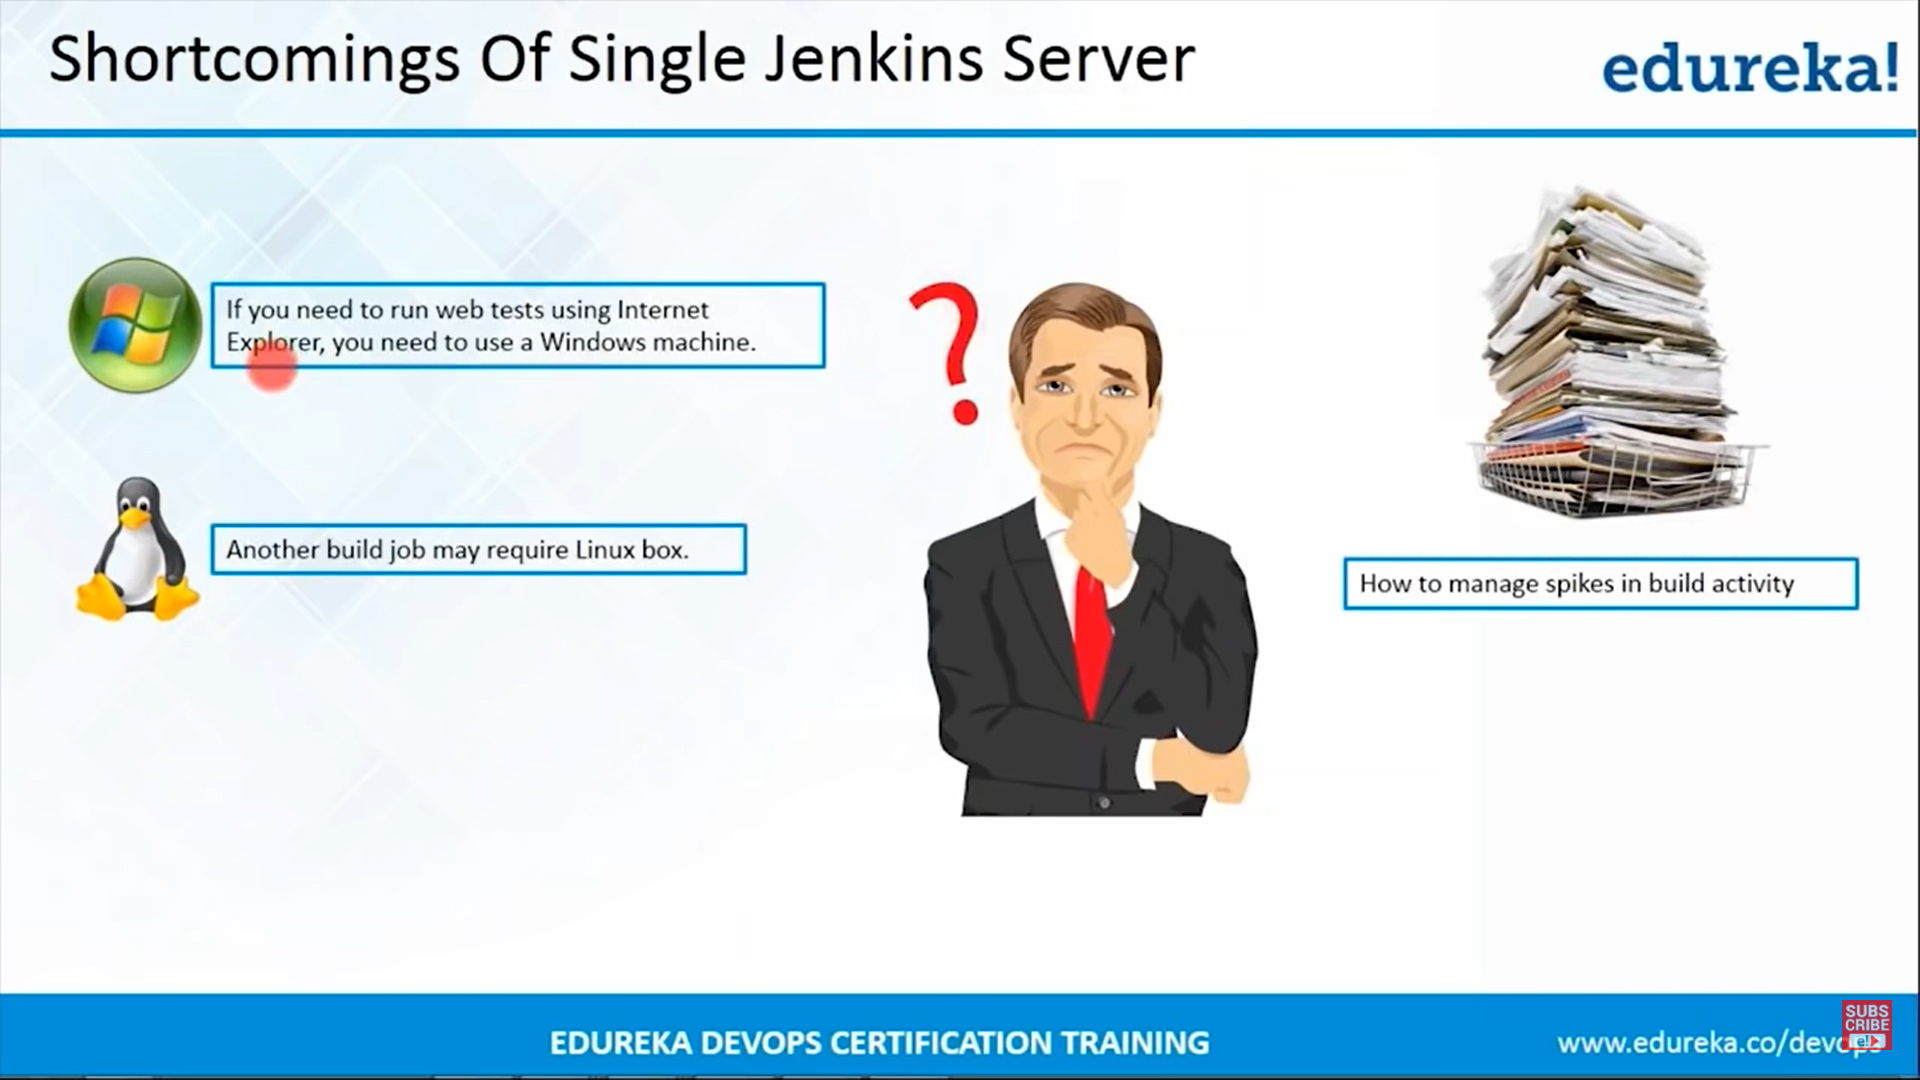 Shortcomings Of Single Jenkins Server
edureka!
If you need to run web tests using Internet
Explorer, you need to use a Windows machine.
?
Another build job may require Linux box.
How to manage spikes in build activity
EDUREKA DEVOPS CERTIFICATION TRAINING
www.edureka.co/devops
SUBS
CRIBE
e!